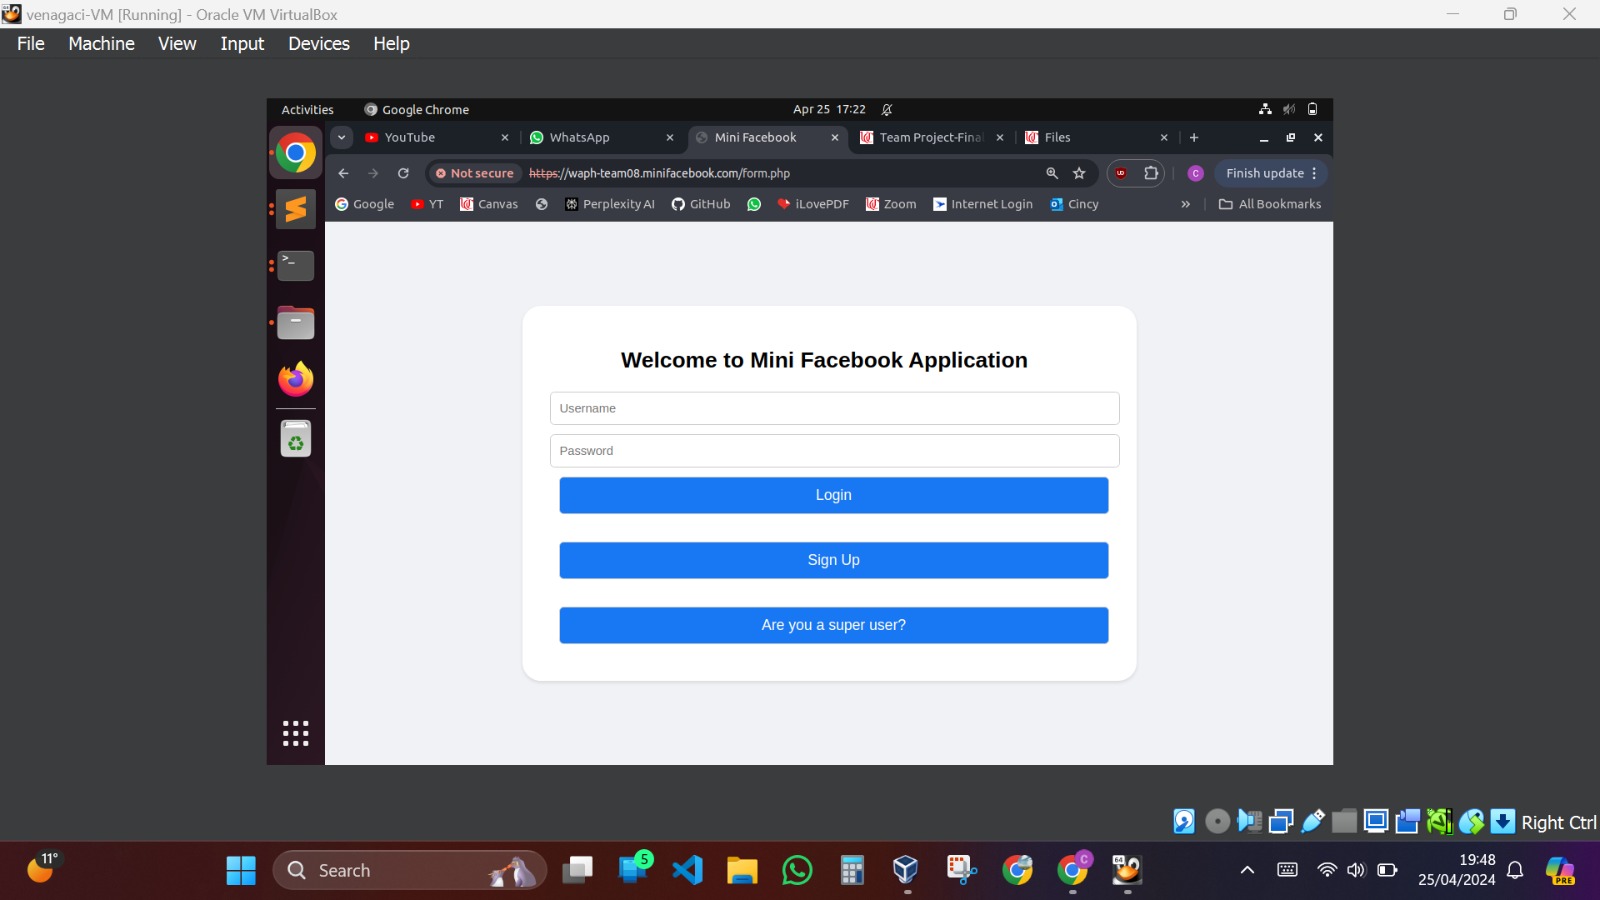 venagaci-VM [Running] - Oracle VM VirtualBox
File Machine View Input Devices Help
Activities Google Chrome Apr 25 17:22
YouTube WhatsApp Mini Facebook Team Project-Fina Files
Not secure https://waph-team08.minifacebook.com/form.php C Finish update
Google YT Canvas Perplexity AI GitHub iLovePDF Zoom Internet Login Cincy » All Bookmarks
Welcome to Mini Facebook Application
Username
Password
Login
Sign Up
Are you a super user?
Right Ctrl
11°
Search
5
C
64
19:48
25/04/2024
PRE